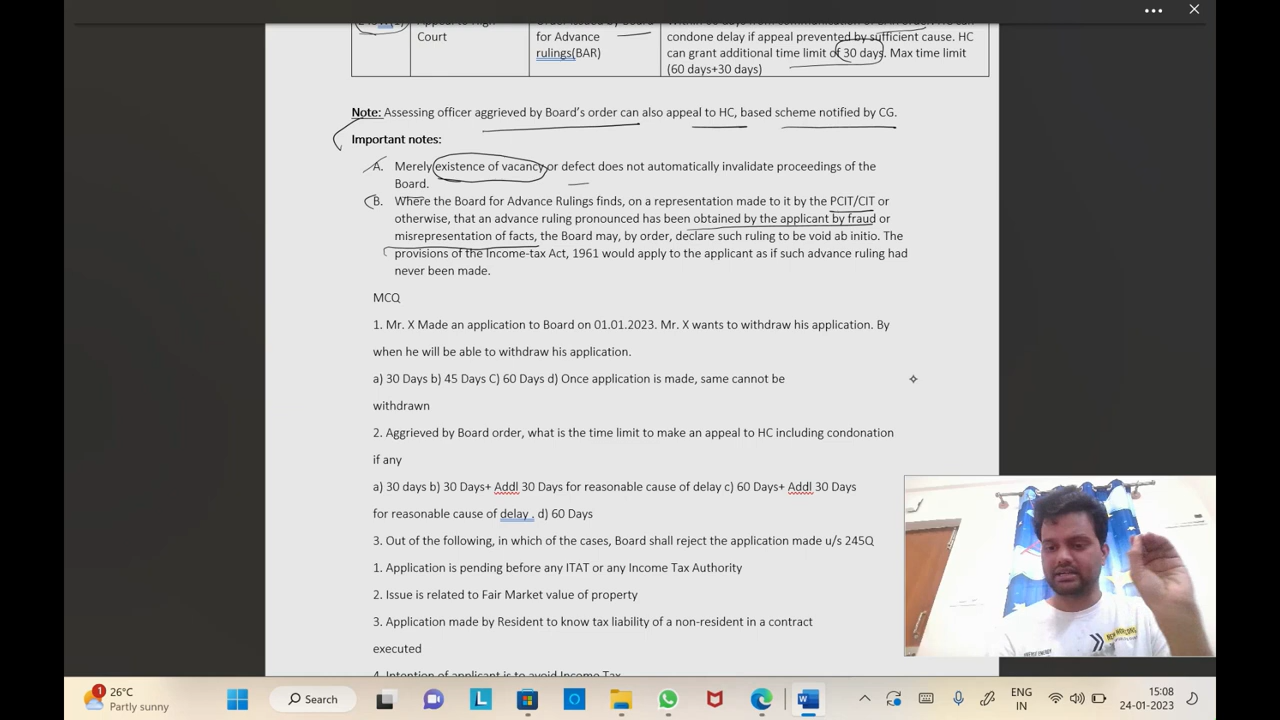 Appeal to High
Court
for Advance
rulings(BAR)
condone delay if appeal prevented by sufficient cause. HC
can grant additional time limit of 30 days. Max time limit
(60 days+30 days)
Note: Assessing officer aggrieved by Board's order can also appeal to HC, based scheme notified by CG.
Important notes:
A. Merely existence of vacancy or defect does not automatically invalidate proceedings of the
Board.
B. Where the Board for Advance Rulings finds, on a representation made to it by the PCIT/CIT or
otherwise, that an advance ruling pronounced has been obtained by the applicant by fraud or
misrepresentation of facts, the Board may, by order, declare such ruling to be void ab initio. The
provisions of the Income-tax Act, 1961 would apply to the applicant as if such advance ruling had
never been made.
MCQ
1. Mr. X Made an application to Board on 01.01.2023. Mr. X wants to withdraw his application. By
when he will be able to withdraw his application.
a) 30 Days b) 45 Days C) 60 Days d) Once application is made, same cannot be
withdrawn
2. Aggrieved by Board order, what is the time limit to make an appeal to HC including condonation
if any
a) 30 days b) 30 Days+ Addl 30 Days for reasonable cause of delay c) 60 Days+ Addl 30 Days
for reasonable cause of delay . d) 60 Days
3. Out of the following, in which of the cases, Board shall reject the application made u/s 245Q
1. Application is pending before any ITAT or any Income Tax Authority
2. Issue is related to Fair Market value of property
3. Application made by Resident to know tax liability of a non-resident in a contract
executed
4. Intention of applicant is to avoid Income Tax
1
26°C
Partly sunny
Search
ENG
IN
15:08
24-01-2023